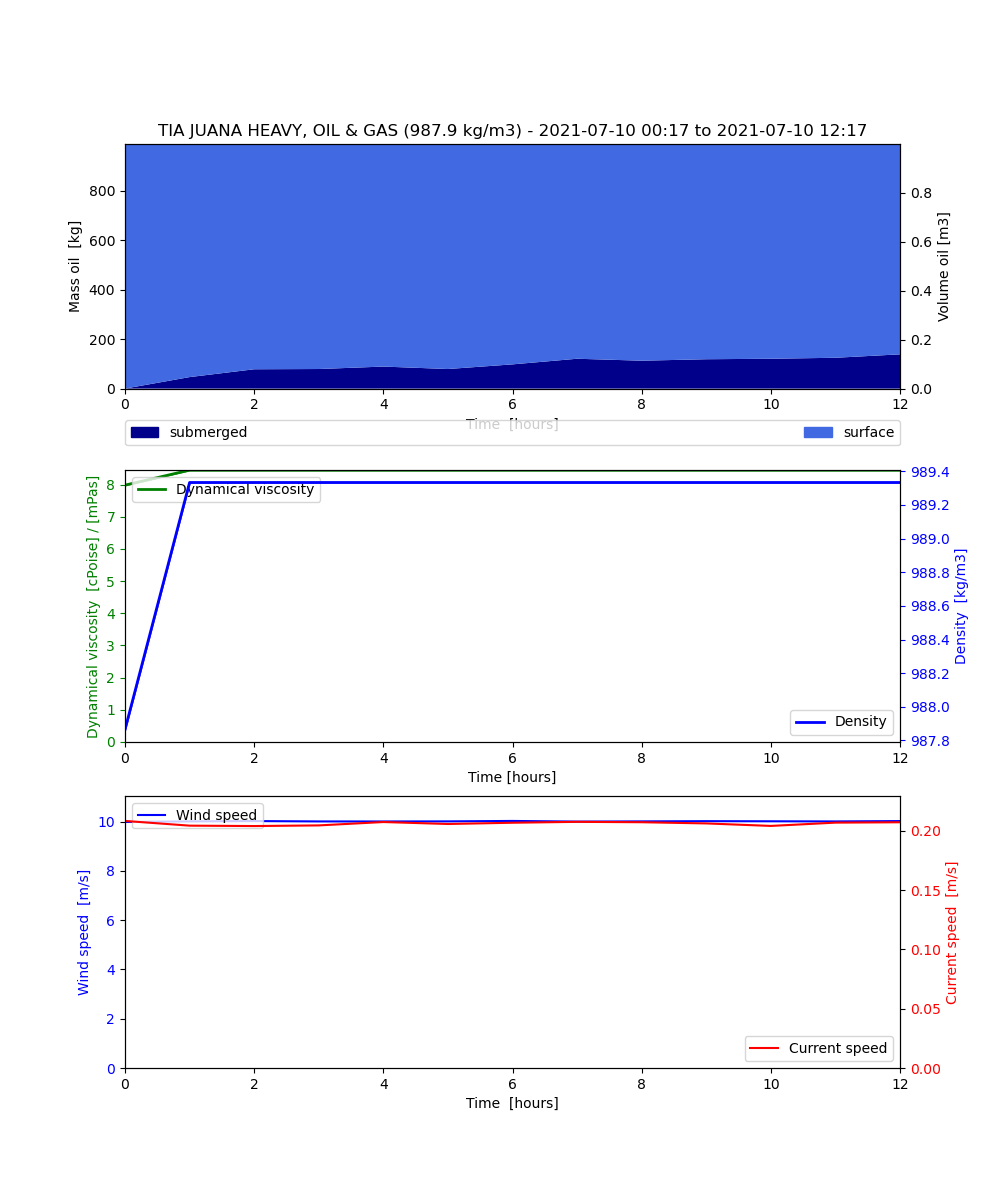 TIA JUANA HEAVY, OIL & GAS (987.9 kg/m3) - 2021-07-10 00:17 to 2021-07-10 12:17
800
600
400
200
0
Mass oil  [kg]
0.8
0.6
0.4
0.2
0.0
Volume oil [m3]
0 2 4 6 8 10 12
Time  [hours]
submerged surface
8
7
6
5
4
3
2
1
0
Dynamical viscosity  [cPoise] / [mPas]
Dynamical viscosity
989.4
989.2
989.0
988.8
988.6
988.4
988.2
988.0
987.8
Density  [kg/m3]
Density
0 2 4 6 8 10 12
Time [hours]
Wind speed
10
8
6
4
2
0
Wind speed  [m/s]
0.20
0.15
0.10
0.05
0.00
Current speed  [m/s]
Current speed
0 2 4 6 8 10 12
Time  [hours]